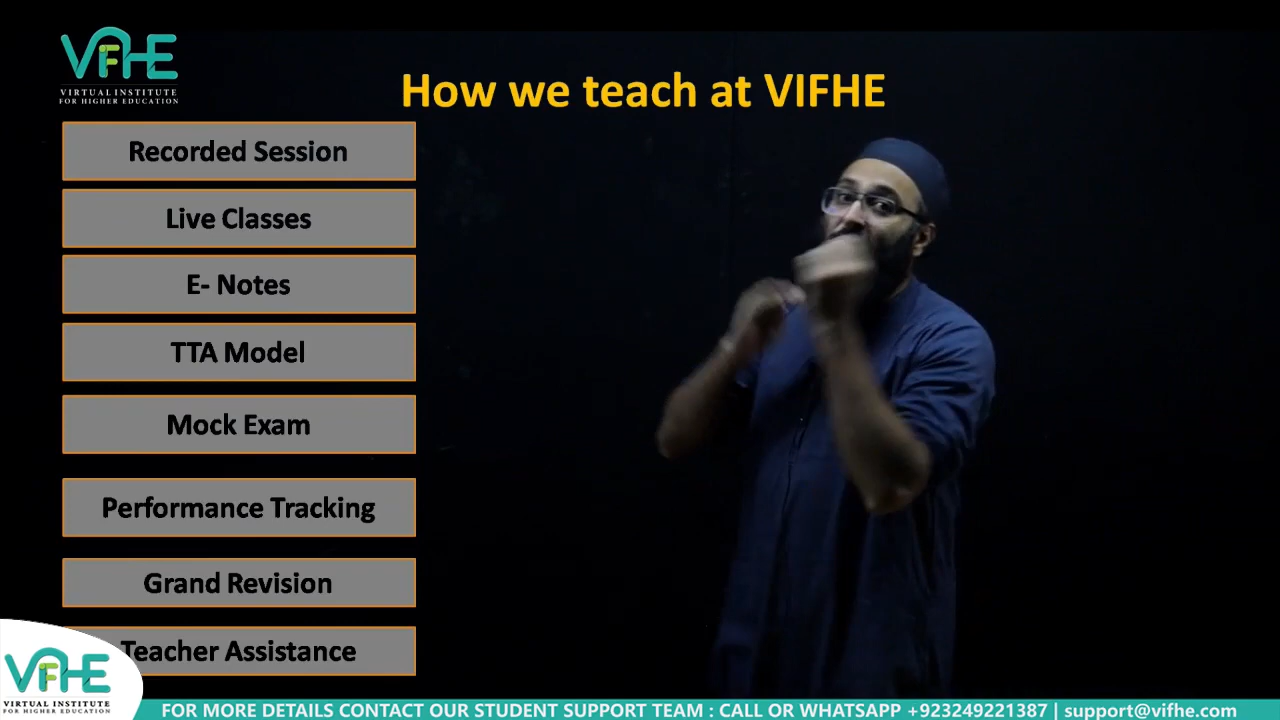 VIFHE
VIRTUAL INSTITUTE
FOR HIGHER EDUCATION
How we teach at VIFHE
Recorded Session
Live Classes
E- Notes
TTA Model
Mock Exam
Performance Tracking
Grand Revision
Teacher Assistance
VIFHE
VIRTUAL INSTITUTE
FOR HIGHER EDUCATION
FOR MORE DETAILS CONTACT OUR STUDENT SUPPORT TEAM : CALL OR WHATSAPP +923249221387 | support@vifhe.com